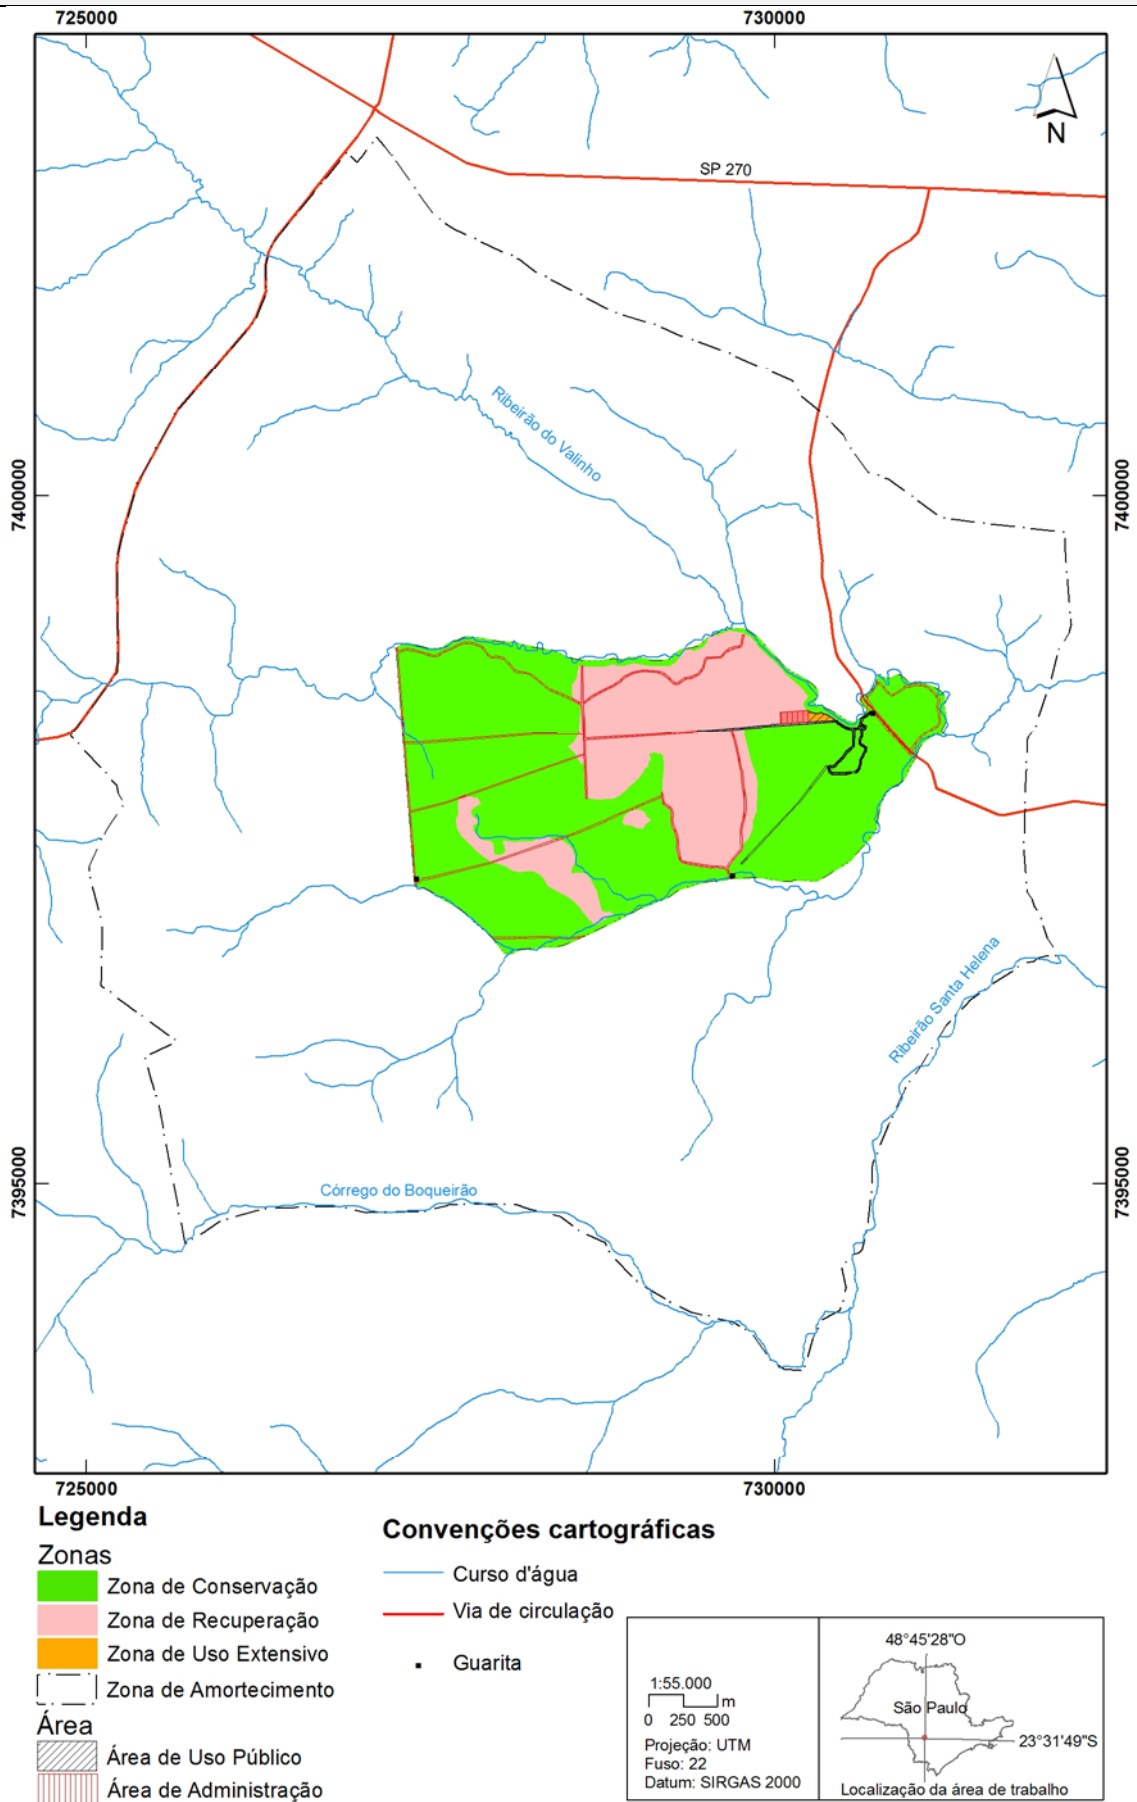 725000
730000
N
SP 270
Ribeirão do Valinho
7400000
7400000
Ribeirão Santa Helena
7395000
7395000
Córrego do Boqueirão
725000
730000
Legenda
Zonas
Zona de Conservação
Zona de Recuperação
Zona de Uso Extensivo
Zona de Amortecimento
Área
Área de Uso Público
Área de Administração
Convenções cartográficas
Curso d'água
Via de circulação
Guarita
1:55.000
m
0 250 500
Projeção: UTM
Fuso: 22
Datum: SIRGAS 2000
48°45'28"O
São Paulo
23°31'49"S
Localização da área de trabalho